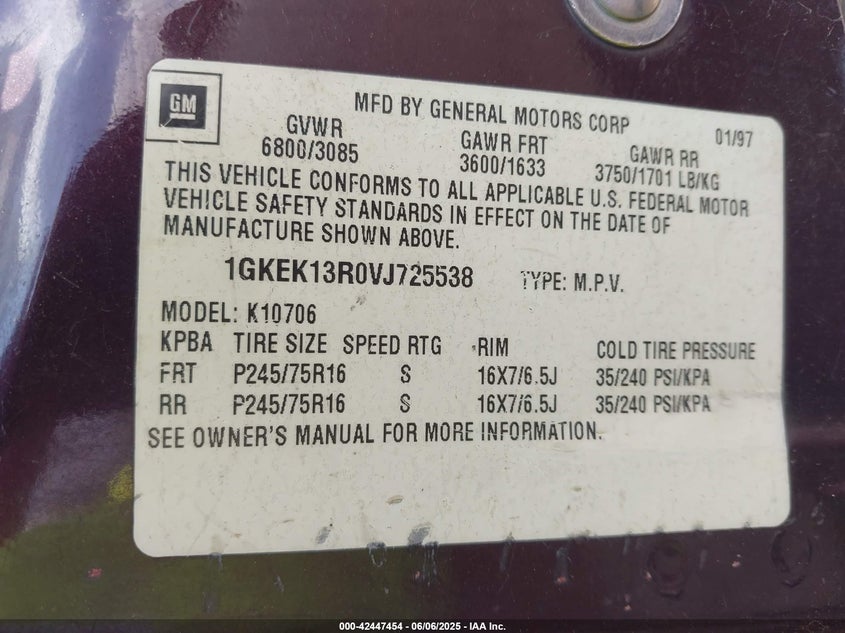 GM
MFD BY GENERAL MOTORS CORP 01/97
GVWR GAWR FRT GAWR RR
6800/3085 3600/1633 3750/1701 LB/KG
THIS VEHICLE CONFORMS TO ALL APPLICABLE U.S. FEDERAL MOTOR
VEHICLE SAFETY STANDARDS IN EFFECT ON THE DATE OF
MANUFACTURE SHOWN ABOVE.
1GKEK13R0VJ725538 TYPE: M.P.V.
MODEL: K10706
KPBA TIRE SIZE SPEED RTG RIM COLD TIRE PRESSURE
FRT P245/75R16 S 16X7/6.5J 35/240 PSI/KPA
RR P245/75R16 S 16X7/6.5J 35/240 PSI/KPA
SEE OWNER'S MANUAL FOR MORE INFORMATION.
000-42447454 - 06/06/2025 - IAA Inc.